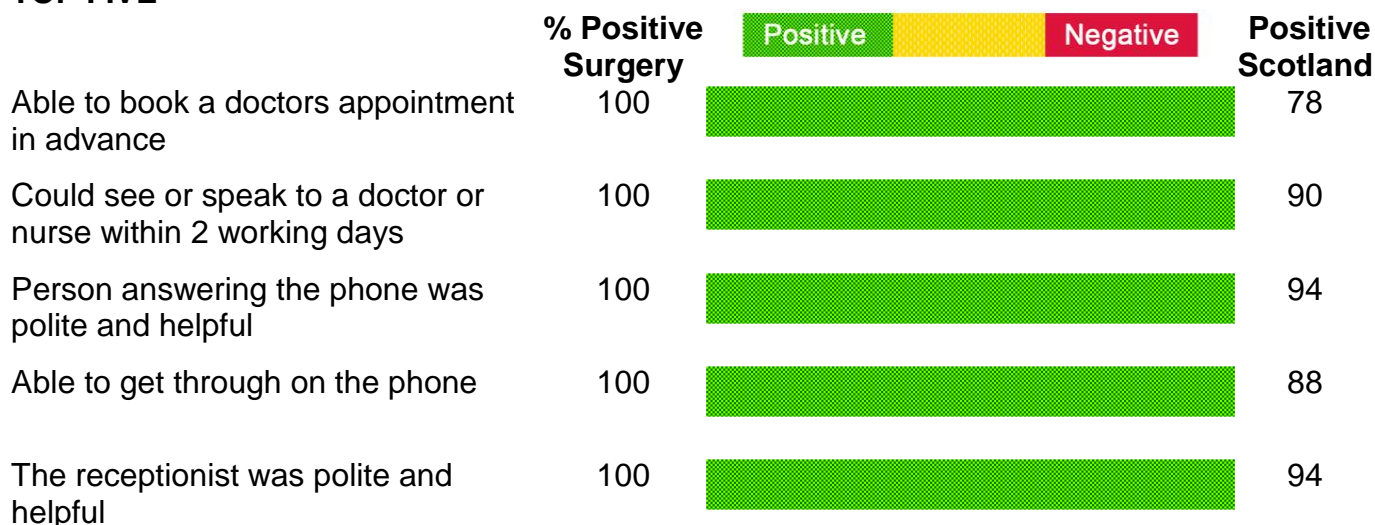 % Positive Surgery
Positive
Negative
Positive Scotland
Able to book a doctors appointment
in advance
100
78
Could see or speak to a doctor or
nurse within 2 working days
100
90
Person answering the phone was
polite and helpful
100
94
Able to get through on the phone
100
88
The receptionist was polite and
helpful
100
94